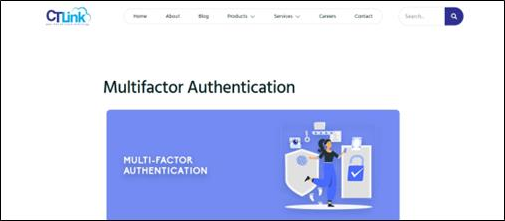 CTLink
Home About Blog Products Services Careers Contact Search...
Multifactor Authentication
MULTI-FACTOR
AUTHENTICATION